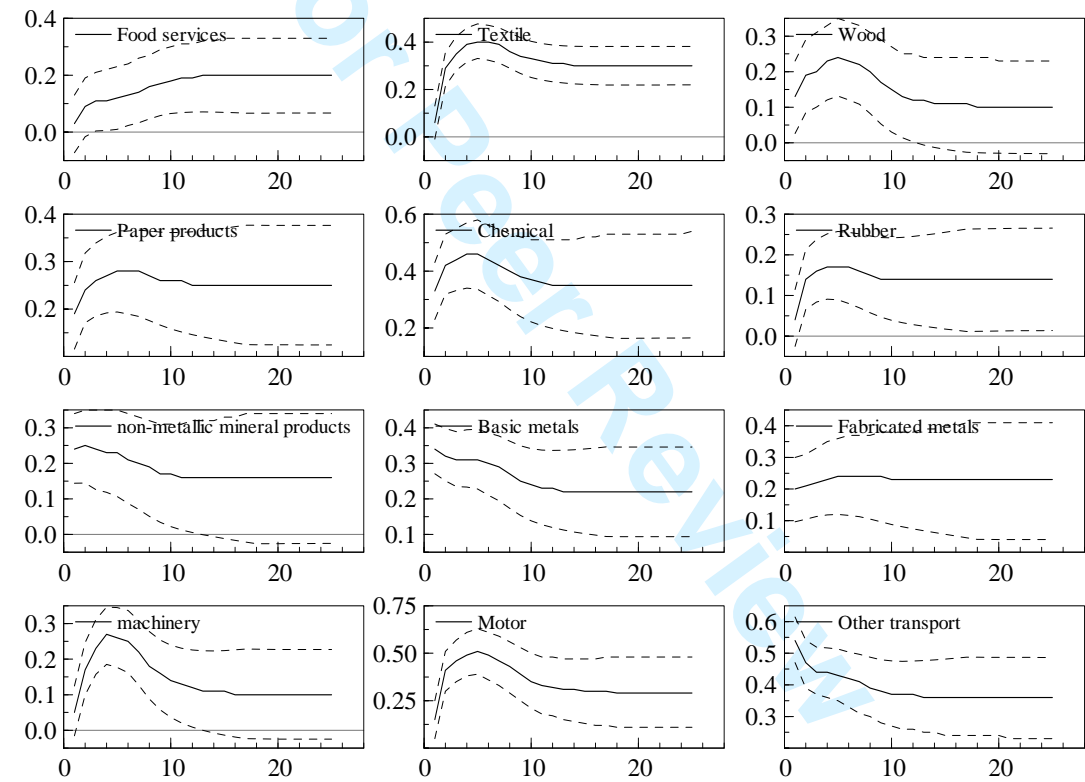 0.4 Food services
0.2
0.0
0 10 20
0.4 Textile
0.2
0.0
0 10 20
0.3 Wood
0.2
0.1
0.0
0 10 20
0.4 Paper products
0.3
0.2
0 10 20
0.6 Chemical
0.4
0.2
0 10 20
0.3 Rubber
0.2
0.1
0.0
0 10 20
0.3 non-metallic mineral products
0.2
0.1
0.0
0 10 20
0.4 Basic metals
0.3
0.2
0.1
0 10 20
0.4 Fabricated metals
0.3
0.2
0.1
0 10 20
0.3 machinery
0.2
0.1
0.0
0 10 20
0.75 Motor
0.50
0.25
0 10 20
0.6 Other transport
0.5
0.4
0.3
0 10 20
or Peer Review